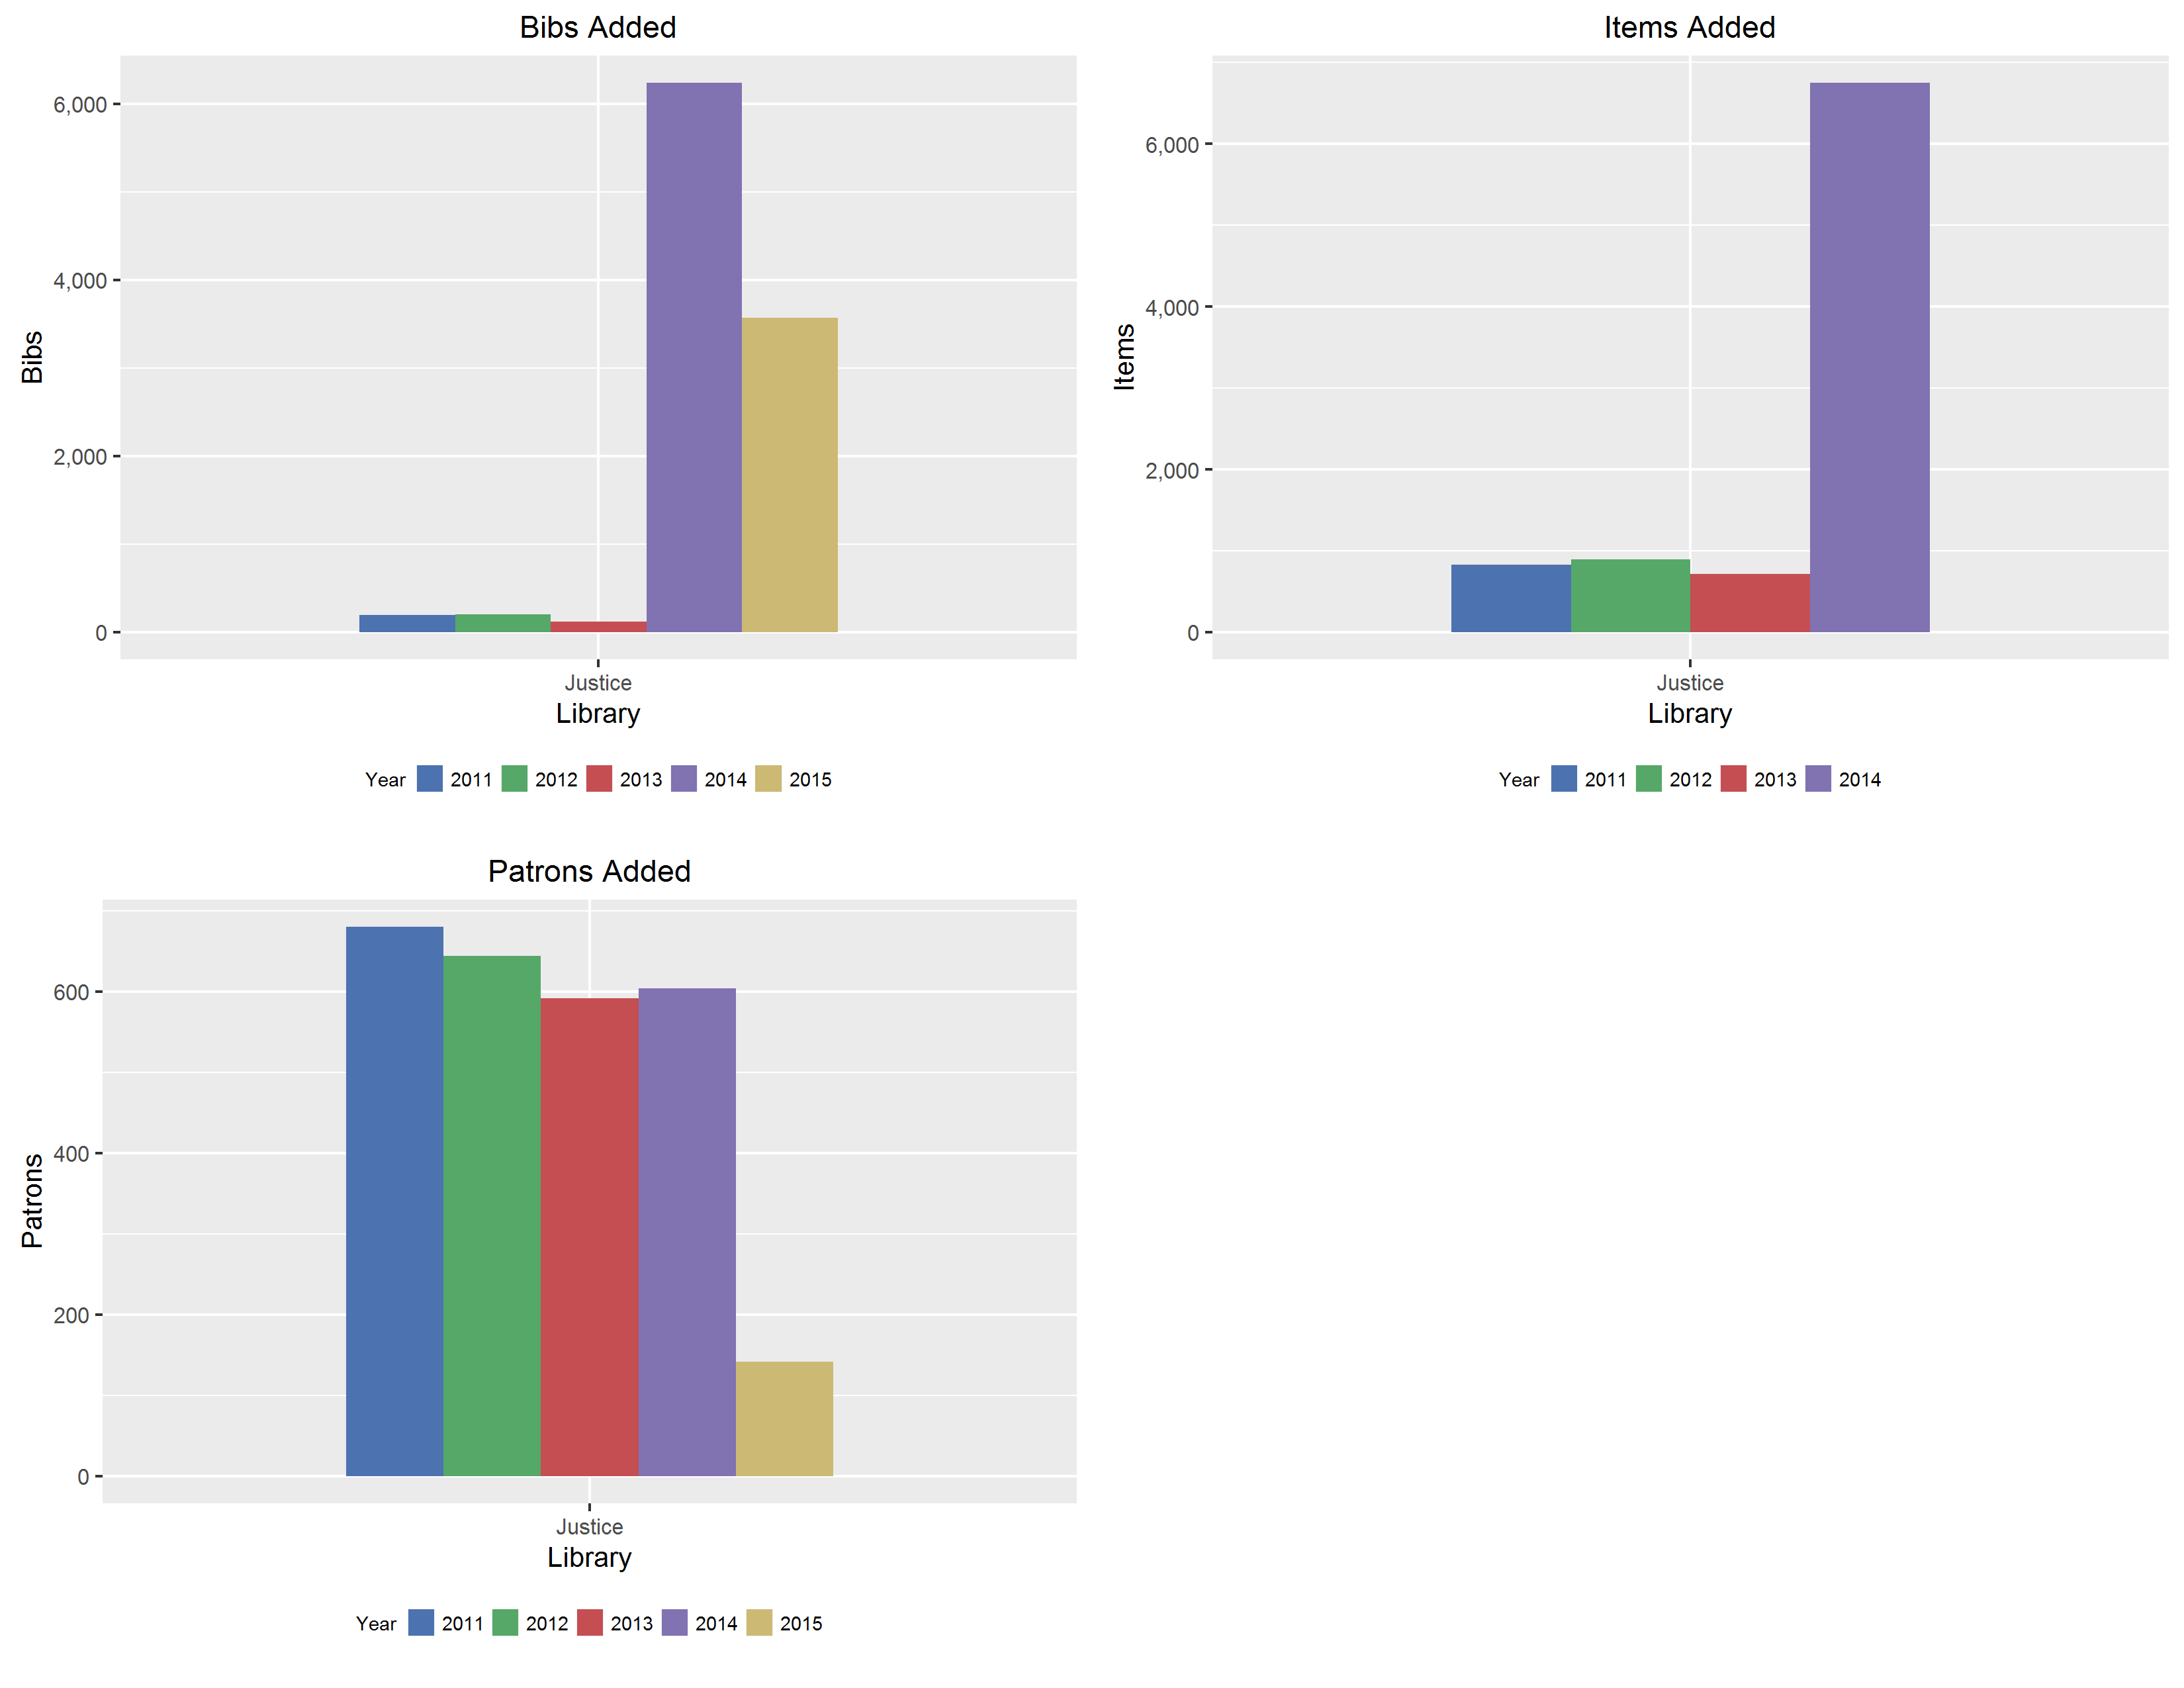 Bibs Added
Bibs
6,000
4,000
2,000
0
Justice
Library
Year 2011 2012 2013 2014 2015
Items Added
Items
6,000
4,000
2,000
0
Justice
Library
Year 2011 2012 2013 2014
Patrons Added
Patrons
600
400
200
0
Justice
Library
Year 2011 2012 2013 2014 2015